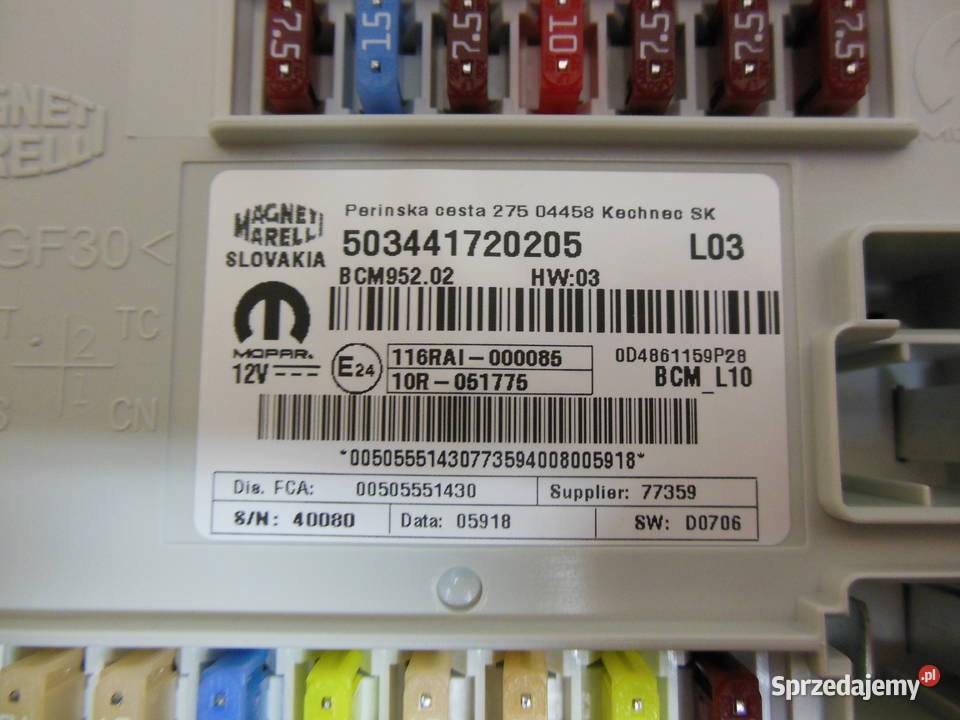 7.5 15 7.5 10 7.5 7.5 7.5
MAGNETI
MARELLI
SLOVAKIA
Perinska cesta 275 04458 Kechnec SK
503441720205 L03
BCM952.02 HW:03
MOPAR.
12V
E24
116RAI-000085
10R-051775
0D4861159P28
BCM_L10
*00505551430773594008005918*
Dis. FCA: 00505551430 Supplier: 77359
S/N: 40080 Data: 05918 SW: D0706
GF30<
TC
2
1
CN
Sprzedajemy.pl